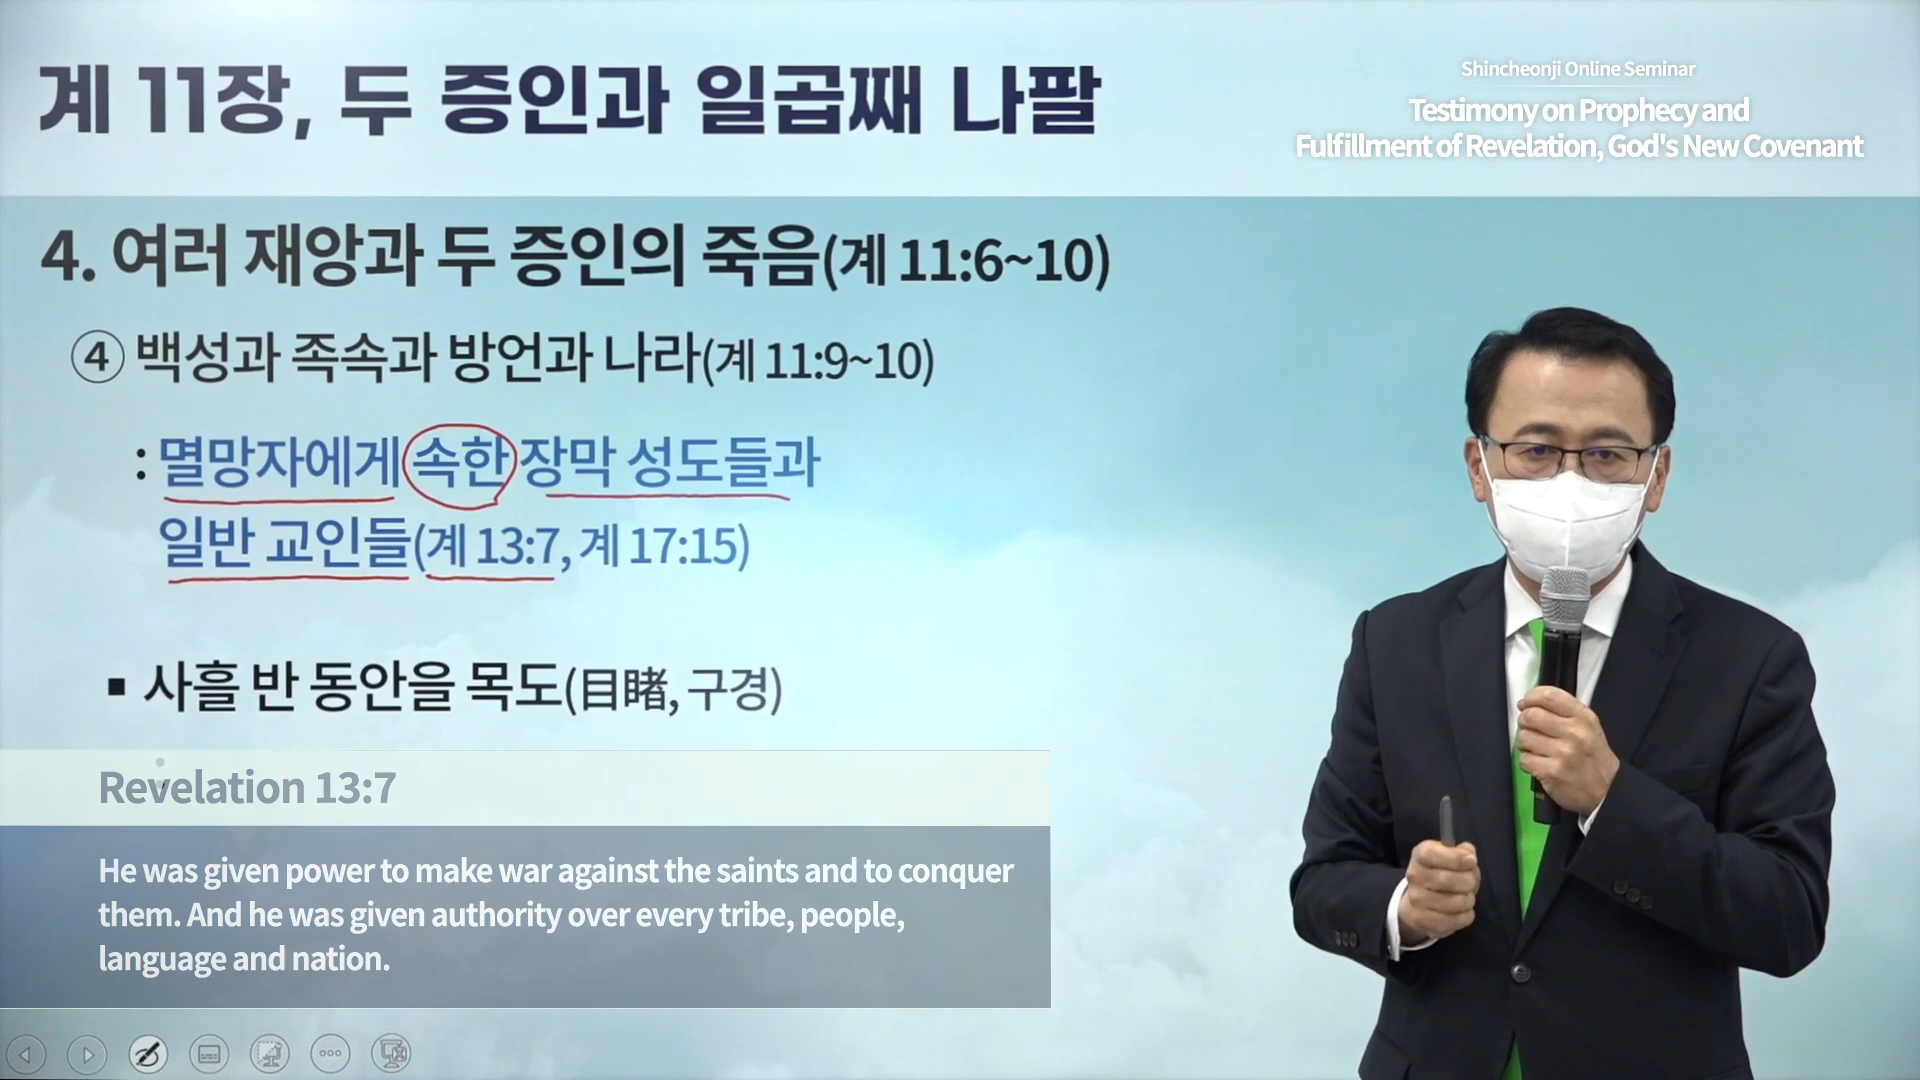 계 11장, 두 증인과 일곱째 나팔
Shincheonji Online Seminar
Testimony on Prophecy and
Fulfillment of Revelation, God's New Covenant
4. 여러 재앙과 두 증인의 죽음(계 11:6~10)
④ 백성과 족속과 방언과 나라(계 11:9~10)
: 멸망자에게 속한 장막 성도들과
일반 교인들(계 13:7, 계 17:15)
▪ 사흘 반 동안을 목도(目睹, 구경)
Revelation 13:7
He was given power to make war against the saints and to conquer
them. And he was given authority over every tribe, people,
language and nation.